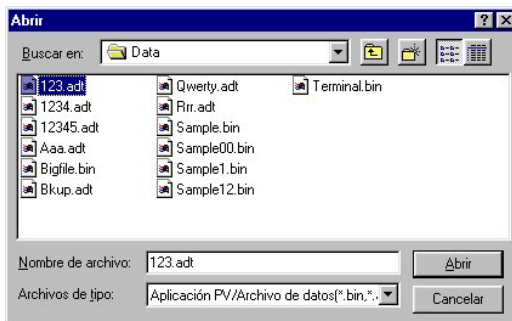 Abrir
Buscar en: Data
123.adt Qwerty.adt Terminal.bin
1234.adt Rrr.adt
12345.adt Sample.bin
Aaa.adt Sample00.bin
Bigfile.bin Sample1.bin
Bkup.adt Sample12.bin
Nombre de archivo: 123.adt Abrir
Archivos de tipo: Aplicación PV/Archivo de datos(*.bin,*. Cancelar